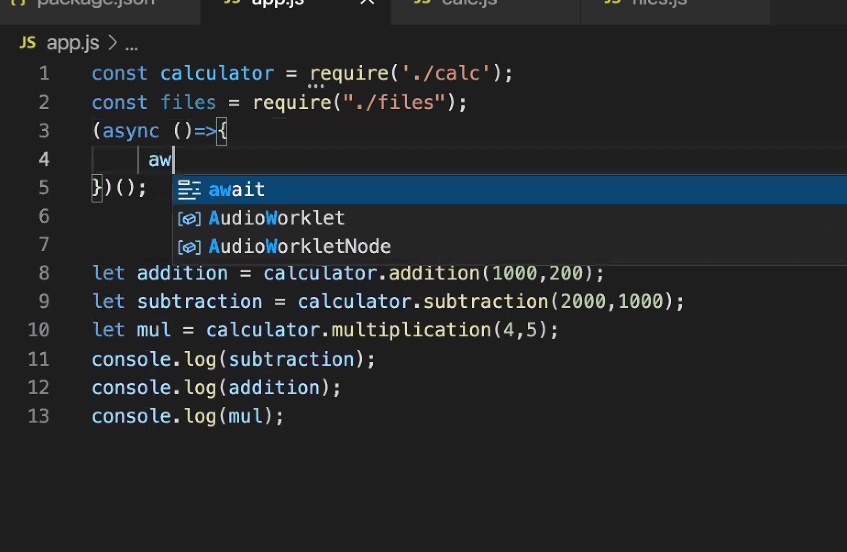 {} package.json JS app.js × JS calc.js JS files.js
JS app.js > ...
1 const calculator = require('./calc');
2 const files = require("./files");
3 (async ()=>{
4 aw
5 })();
await
6 AudioWorklet
7 AudioWorkletNode
8 let addition = calculator.addition(1000,200);
9 let subtraction = calculator.subtraction(2000,1000);
10 let mul = calculator.multiplication(4,5);
11 console.log(subtraction);
12 console.log(addition);
13 console.log(mul);